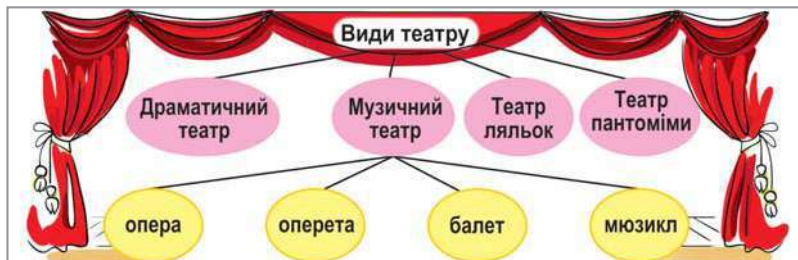 Види театру
Драматичний
театр
Музичний
театр
Театр
ляльок
Театр
пантоміми
опера
оперета
балет
мюзикл